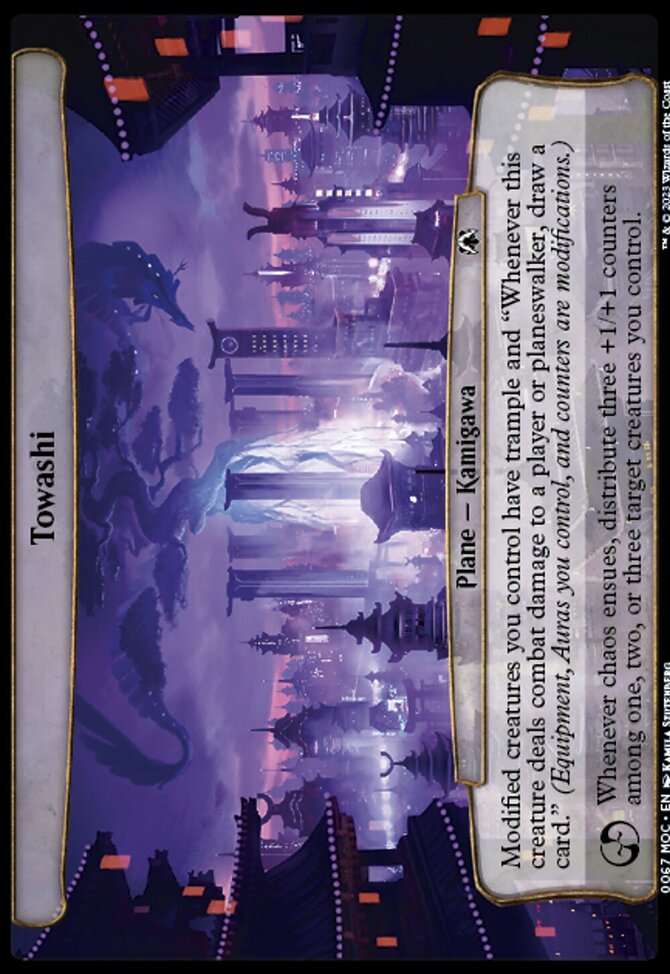 Towashi
Plane — Kamigawa
Modified creatures you control have trample and “Whenever this
creature deals combat damage to a player or planeswalker, draw a
card.” (Equipment, Auras you control, and counters are modifications.)
Whenever chaos ensues, distribute three +1/+1 counters
among one, two, or three target creatures you control.
0067 MOC • EN
™ & © 2023 Wizards of the Coast